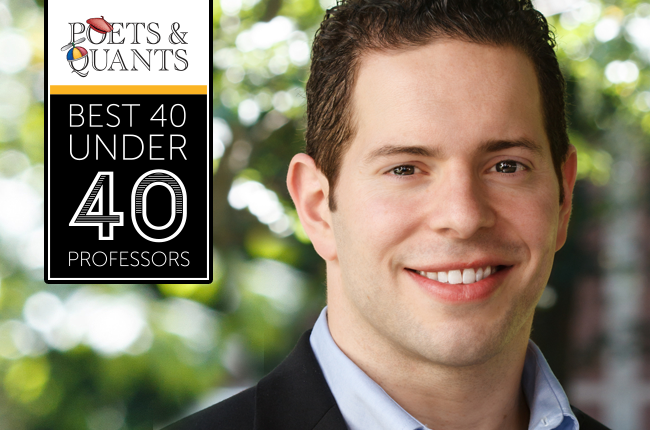 POETS &
QUANTS
BEST 40
UNDER
40
PROFESSORS